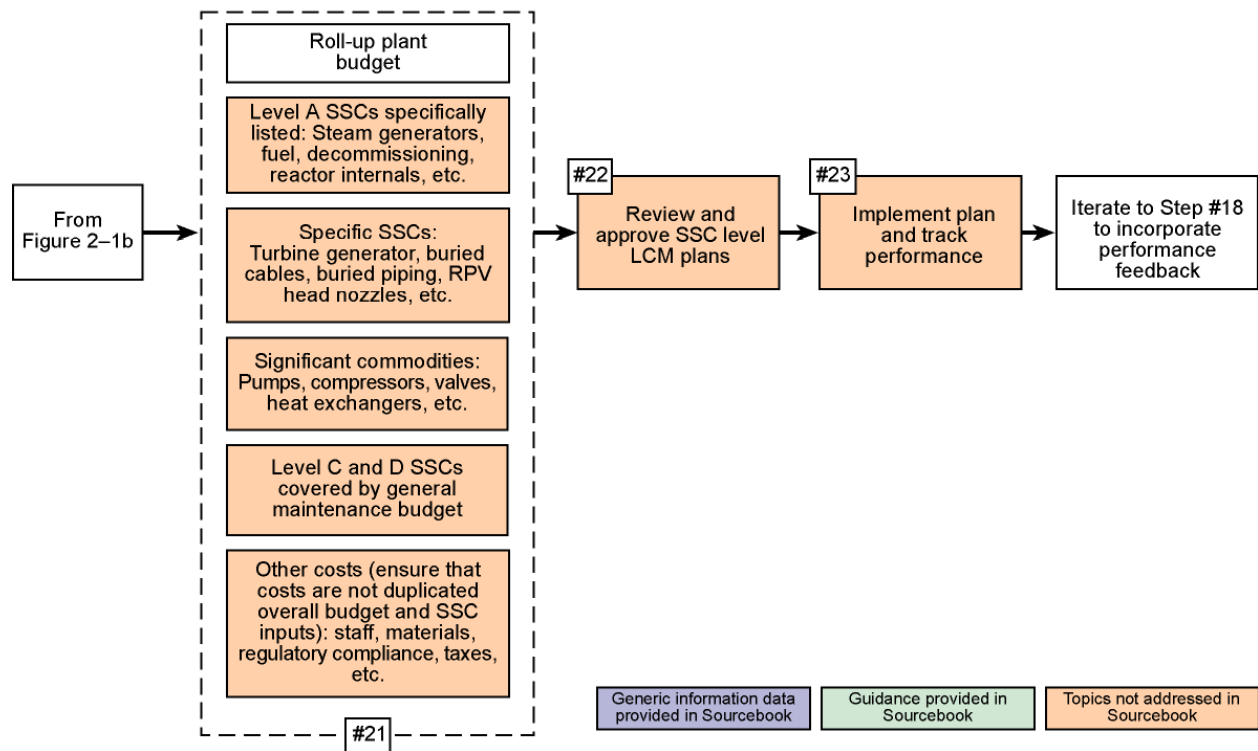 From
Figure 2–1b
Roll-up plant
budget
Level A SSCs specifically
listed: Steam generators,
fuel, decommissioning,
reactor internals, etc.
Specific SSCs:
Turbine generator, buried
cables, buried piping, RPV
head nozzles, etc.
Significant commodities:
Pumps, compressors, valves,
heat exchangers, etc.
Level C and D SSCs
covered by general
maintenance budget
Other costs (ensure that
costs are not duplicated
overall budget and SSC
inputs): staff, materials,
regulatory compliance, taxes,
etc.
#21
#22
Review and
approve SSC level
LCM plans
#23
Implement plan
and track
performance
Iterate to Step #18
to incorporate
performance
feedback
Generic information data
provided in Sourcebook
Guidance provided in
Sourcebook
Topics not addressed in
Sourcebook